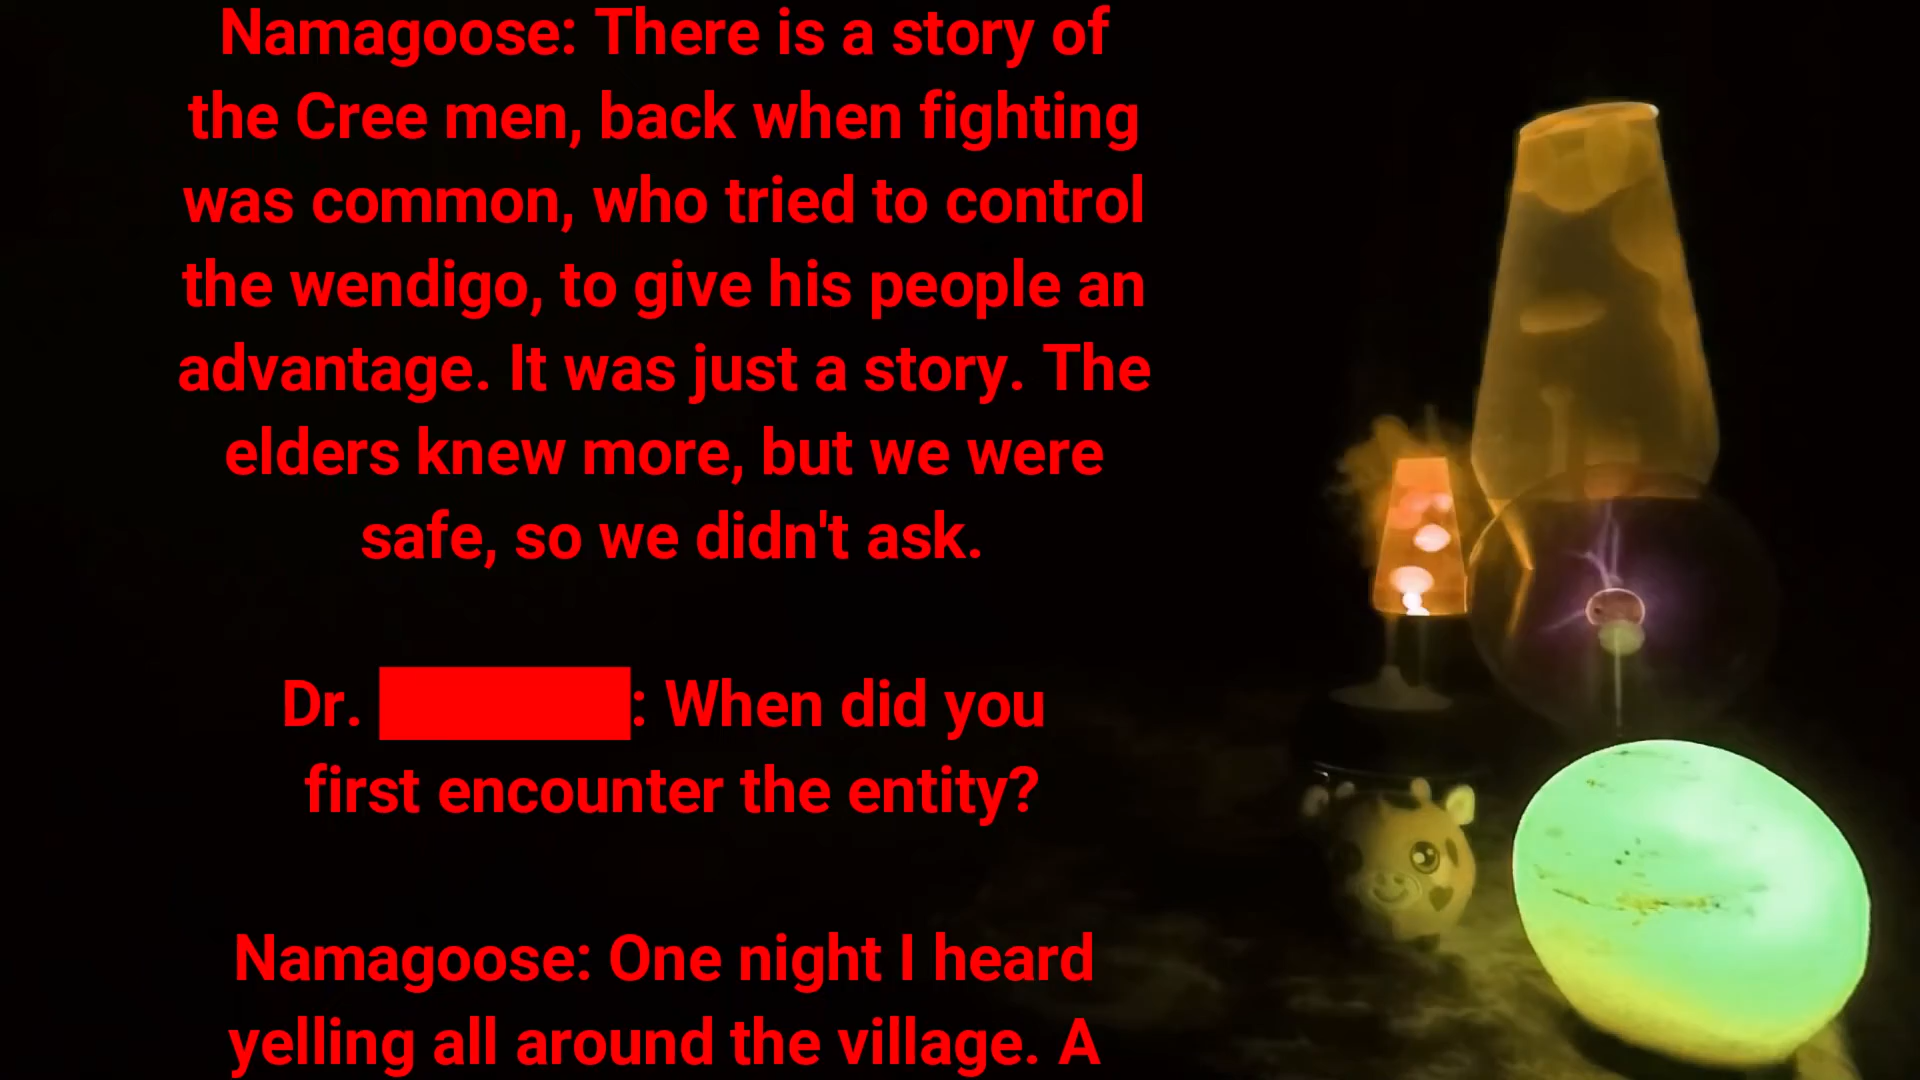 Namagoose: There is a story of
the Cree men, back when fighting
was common, who tried to control
the wendigo, to give his people an
advantage. It was just a story. The
elders knew more, but we were
safe, so we didn't ask.
Dr. : When did you
first encounter the entity?
Namagoose: One night I heard
yelling all around the village. A